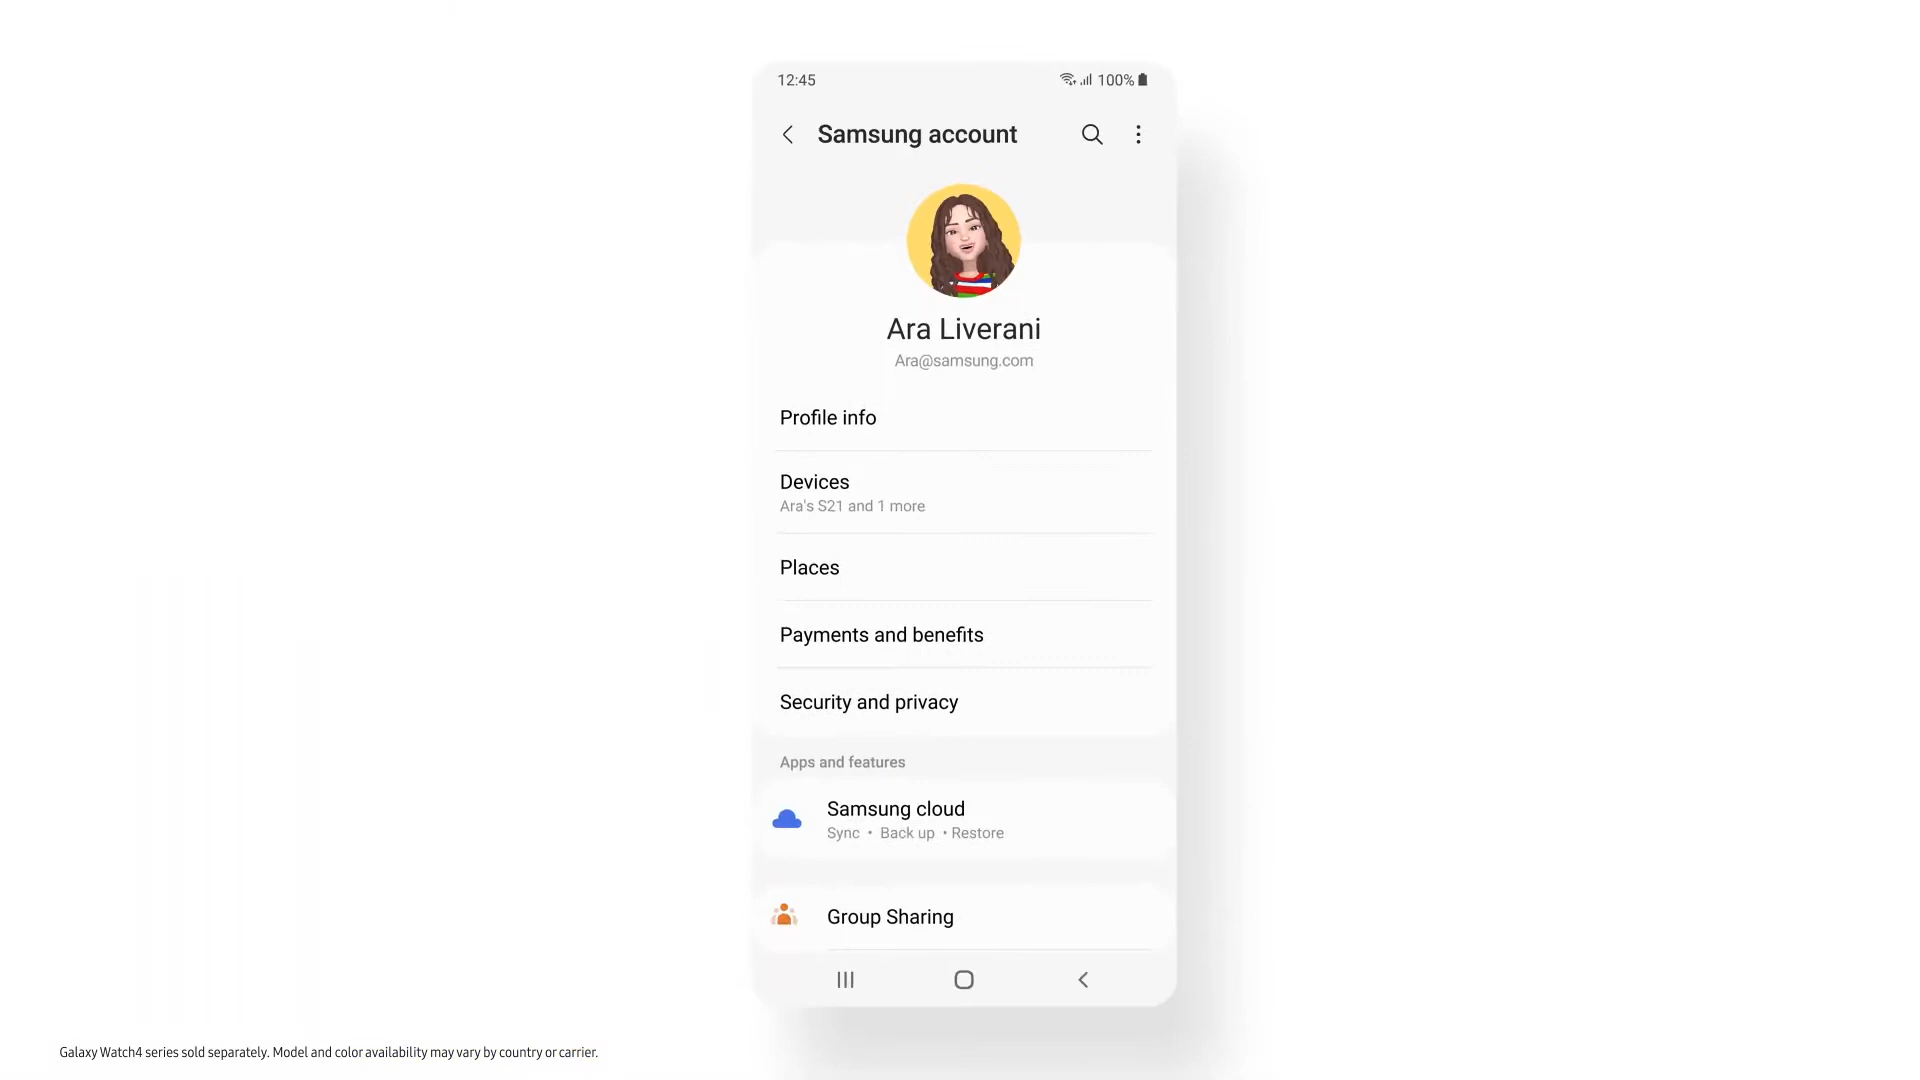 12:45
100%
Samsung account
Ara Liverani
Ara@samsung.com
Profile info
Devices
Ara's S21 and 1 more
Places
Payments and benefits
Security and privacy
Apps and features
Samsung cloud
Sync • Back up • Restore
Group Sharing
Galaxy Watch4 series sold separately. Model and color availability may vary by country or carrier.